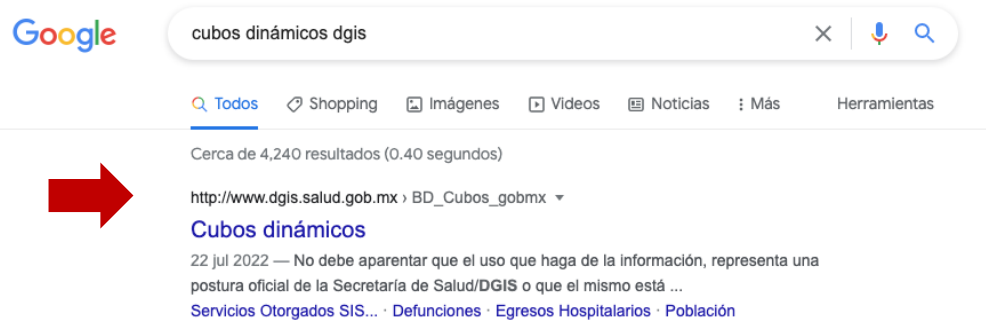 Google
cubos dinámicos dgis
Todos Shopping Imágenes Videos Noticias Más Herramientas
Cerca de 4,240 resultados (0.40 segundos)
http://www.dgis.salud.gob.mx › BD_Cubos_gobmx
Cubos dinámicos
22 jul 2022 — No debe aparentar que el uso que haga de la información, representa una
postura oficial de la Secretaría de Salud/DGIS o que el mismo está ...
Servicios Otorgados SIS... · Defunciones · Egresos Hospitalarios · Población